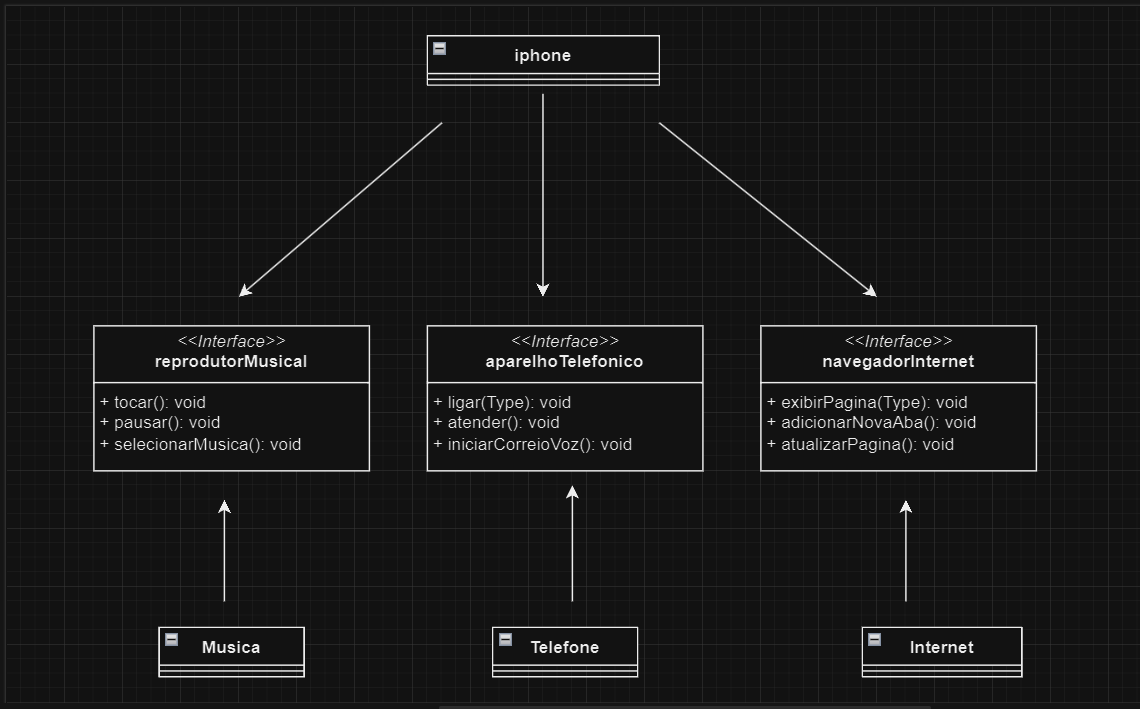 iphone
<<Interface>>
reprodutorMusical
+ tocar(): void
+ pausar(): void
+ selecionarMusica(): void
<<Interface>>
aparelhoTelefonico
+ ligar(Type): void
+ atender(): void
+ iniciarCorreioVoz(): void
<<Interface>>
navegadorInternet
+ exibirPagina(Type): void
+ adicionarNovaAba(): void
+ atualizarPagina(): void
Musica
Telefone
Internet